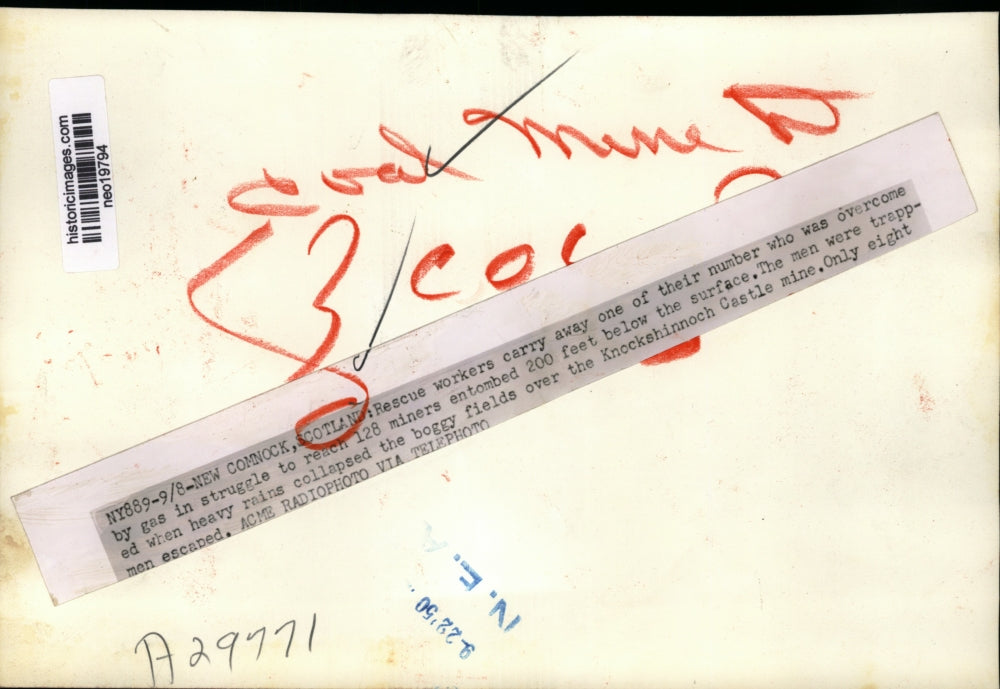 historicimages.com
neo19794
Coal mine D
Scot
NY889-9/8-NEW COMNOCK,SCOTLAND:Rescue workers carry away one of their number who was overcome
by gas in struggle to reach 128 miners entombed 200 feet below the surface.The men were trapp-
ed when heavy rains collapsed the boggy fields over the Knockshinnoch Castle mine.Only eight
men escaped. ACME RADIOPHOTO VIA TELEPHOTO
N. E. A
9-22'50
A29771